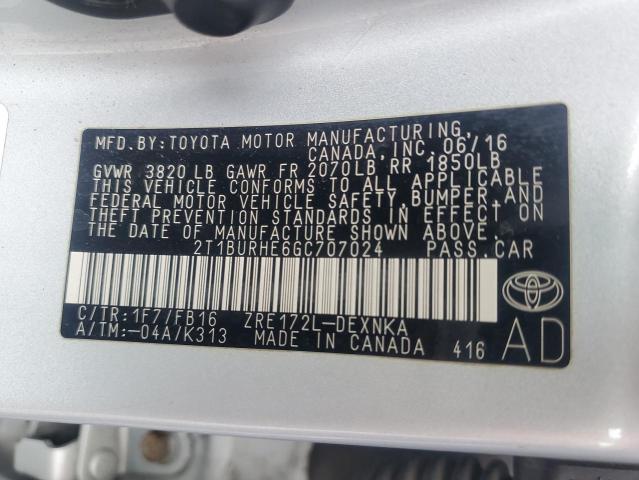 MFD. BY: TOYOTA MOTOR MANUFACTURING,
CANADA, INC. 06/16
GVWR 3820 LB GAWR FR 2070LB, RR 1850LB
THIS VEHICLE CONFORMS TO ALL APPLICABLE
FEDERAL MOTOR VEHICLE SAFETY, BUMPER, AND
THEFT PREVENTION STANDARDS IN EFFECT ON
THE DATE OF MANUFACTURE SHOWN ABOVE.
2T1BURHE6GC707024 PASS.CAR
C/TR:1F7/FB16 ZRE172L-DEXNKA
A/TM:-04A/K313 MADE IN CANADA 416
AD